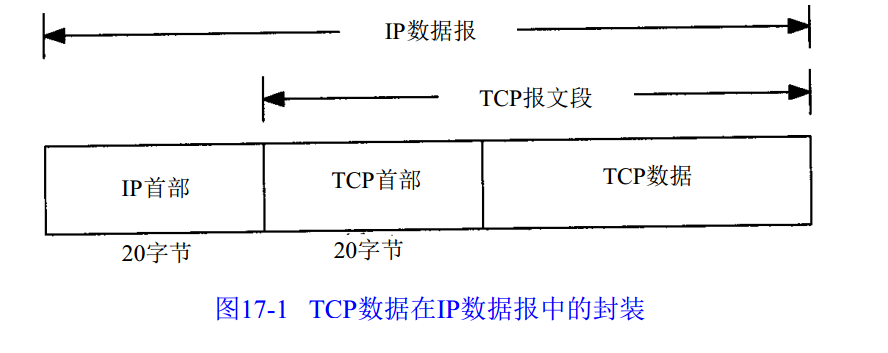 IP数据报
TCP报文段
IP首部
TCP首部
TCP数据
20字节
20字节
图17-1 TCP数据在IP数据报中的封装